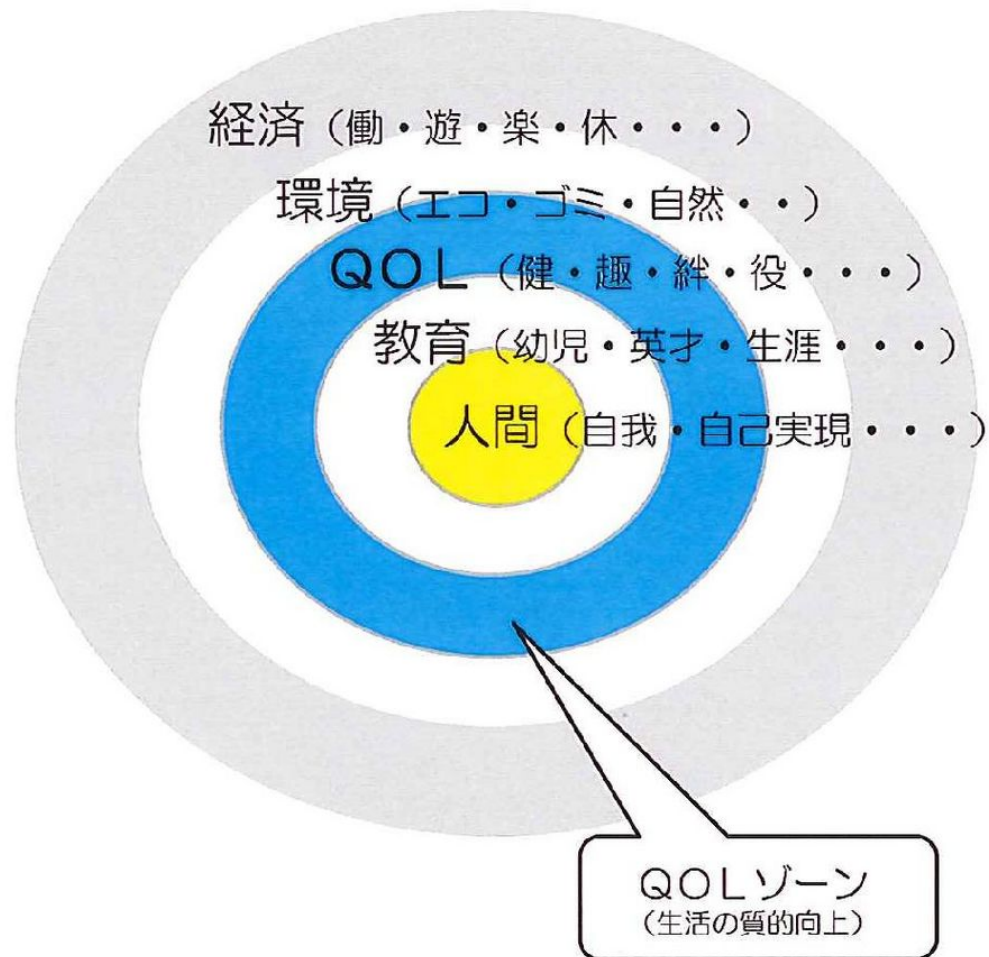 経済（働・遊・楽・休・・・）
環境（エコ・ゴミ・自然・・）
QOL（健・趣・絆・役・・・）
教育（幼児・英才・生涯・・・）
人間（自我・自己実現・・・）
QOLゾーン
（生活の質的向上）